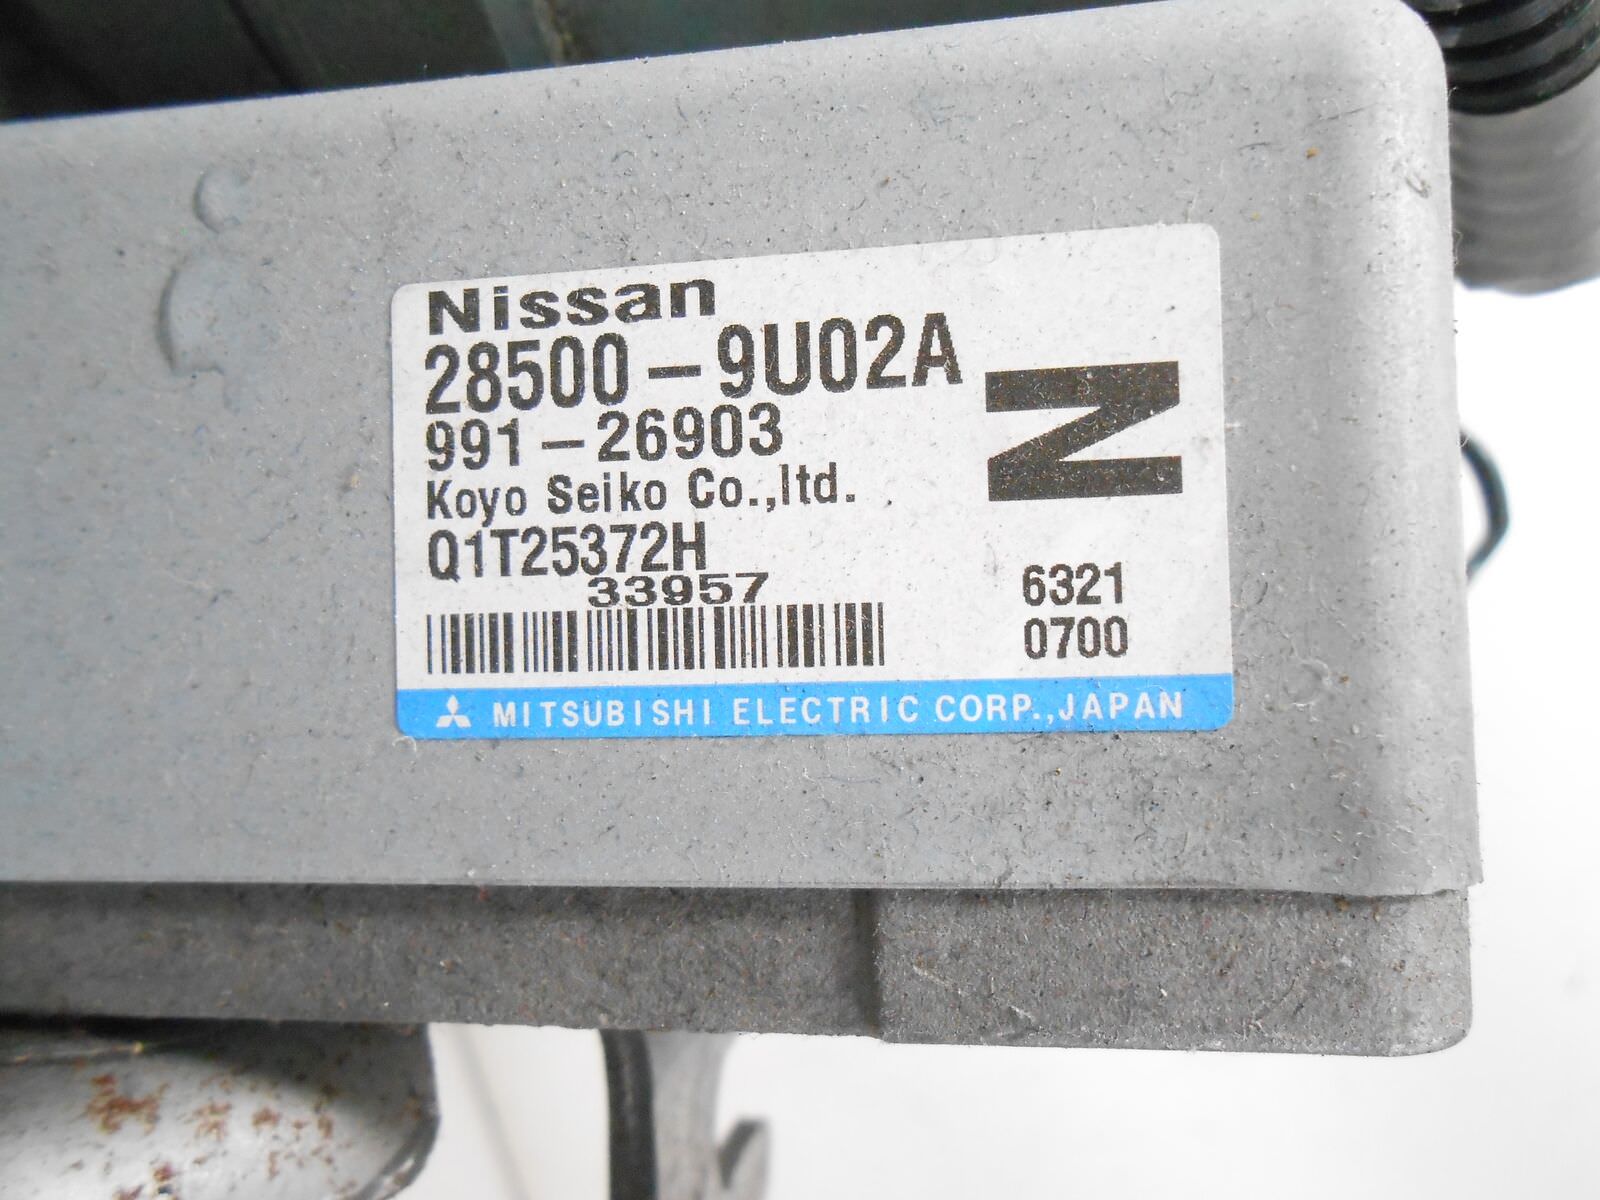 Nissan
28500-9U02A
991-26903
Koyo Seiko Co.,ltd.
Q1T25372H
33957
N
6321
0700
MITSUBISHI ELECTRIC CORP.,JAPAN